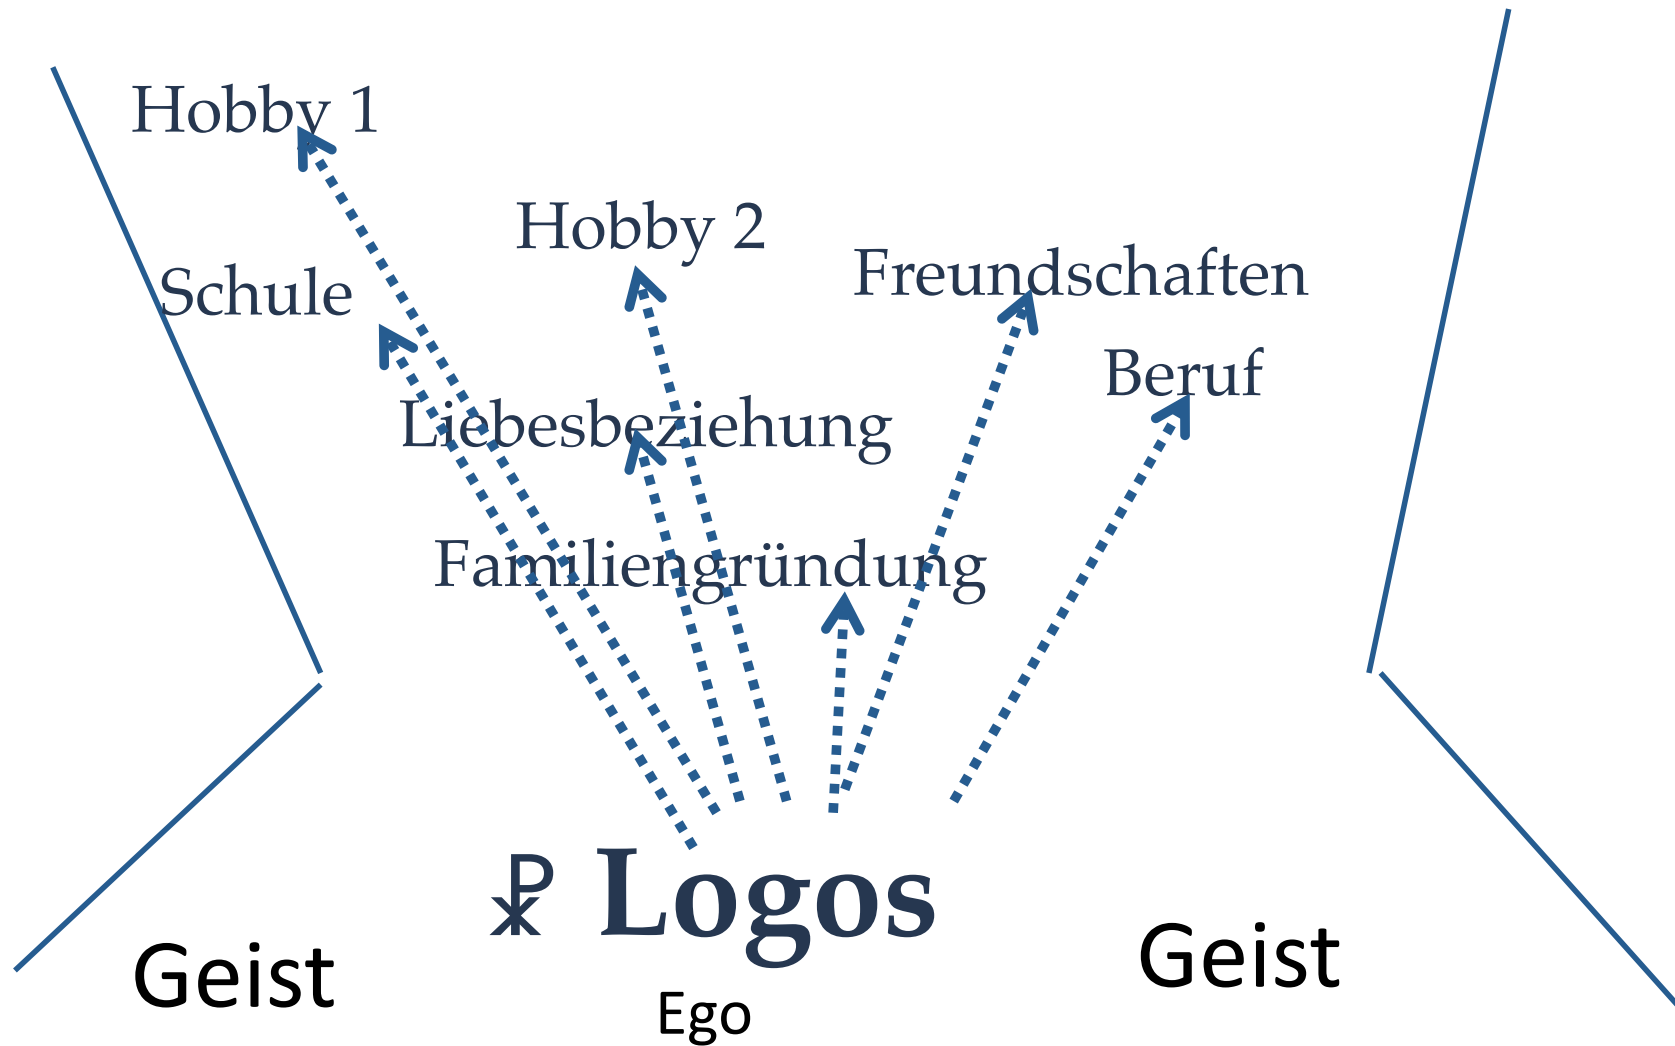 Hobby 1
Hobby 2
Schule
Freundschaften
Beruf
Liebesbeziehung
Familiengründung
☧ Logos
Geist
Geist
Ego